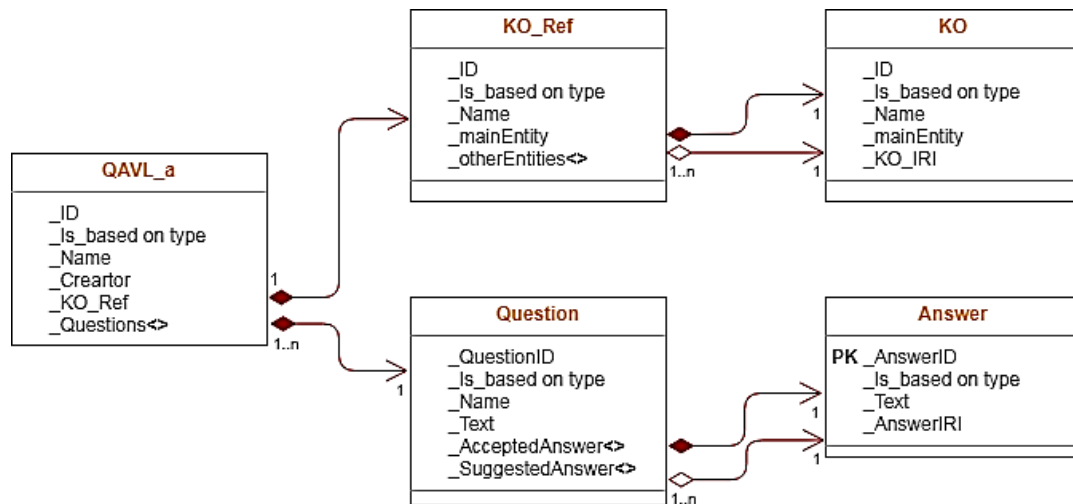 QAVL_a
_ID
_Is_based on type
_Name
_Creartor
_KO_Ref
_Questions<>
1
1..n
KO_Ref
_ID
_Is_based on type
_Name
_mainEntity
_otherEntities<>
1..n
KO
_ID
_Is_based on type
_Name
_mainEntity
_KO_IRI
1
1
Question
_QuestionID
_Is_based on type
_Name
_Text
_AcceptedAnswer<>
_SuggestedAnswer<>
1
1..n
Answer
PK _AnswerID
_Is_based on type
_Text
_AnswerIRI
1
1